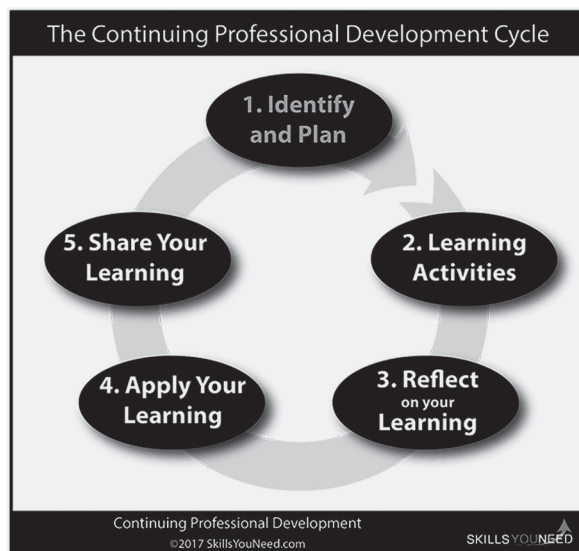 The Continuing Professional Development Cycle
1. Identify
and Plan
2. Learning
Activities
3. Reflect
on your
Learning
4. Apply Your
Learning
5. Share Your
Learning
Continuing Professional Development
©2017 SkillsYouNeed.com
SKILLSYOUNEED